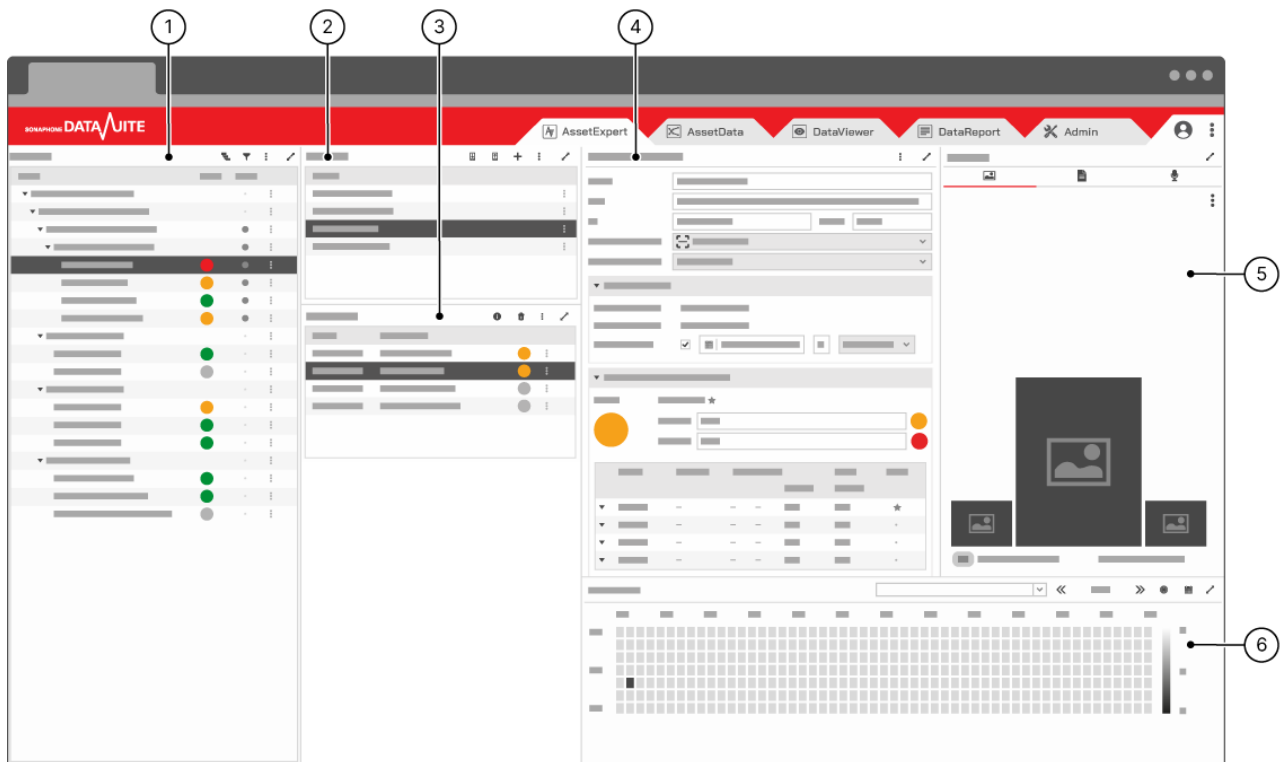 1 2 3 4
SONAPHONE DATA SUITE
AssetExpert AssetData DataViewer DataReport Admin
5
6